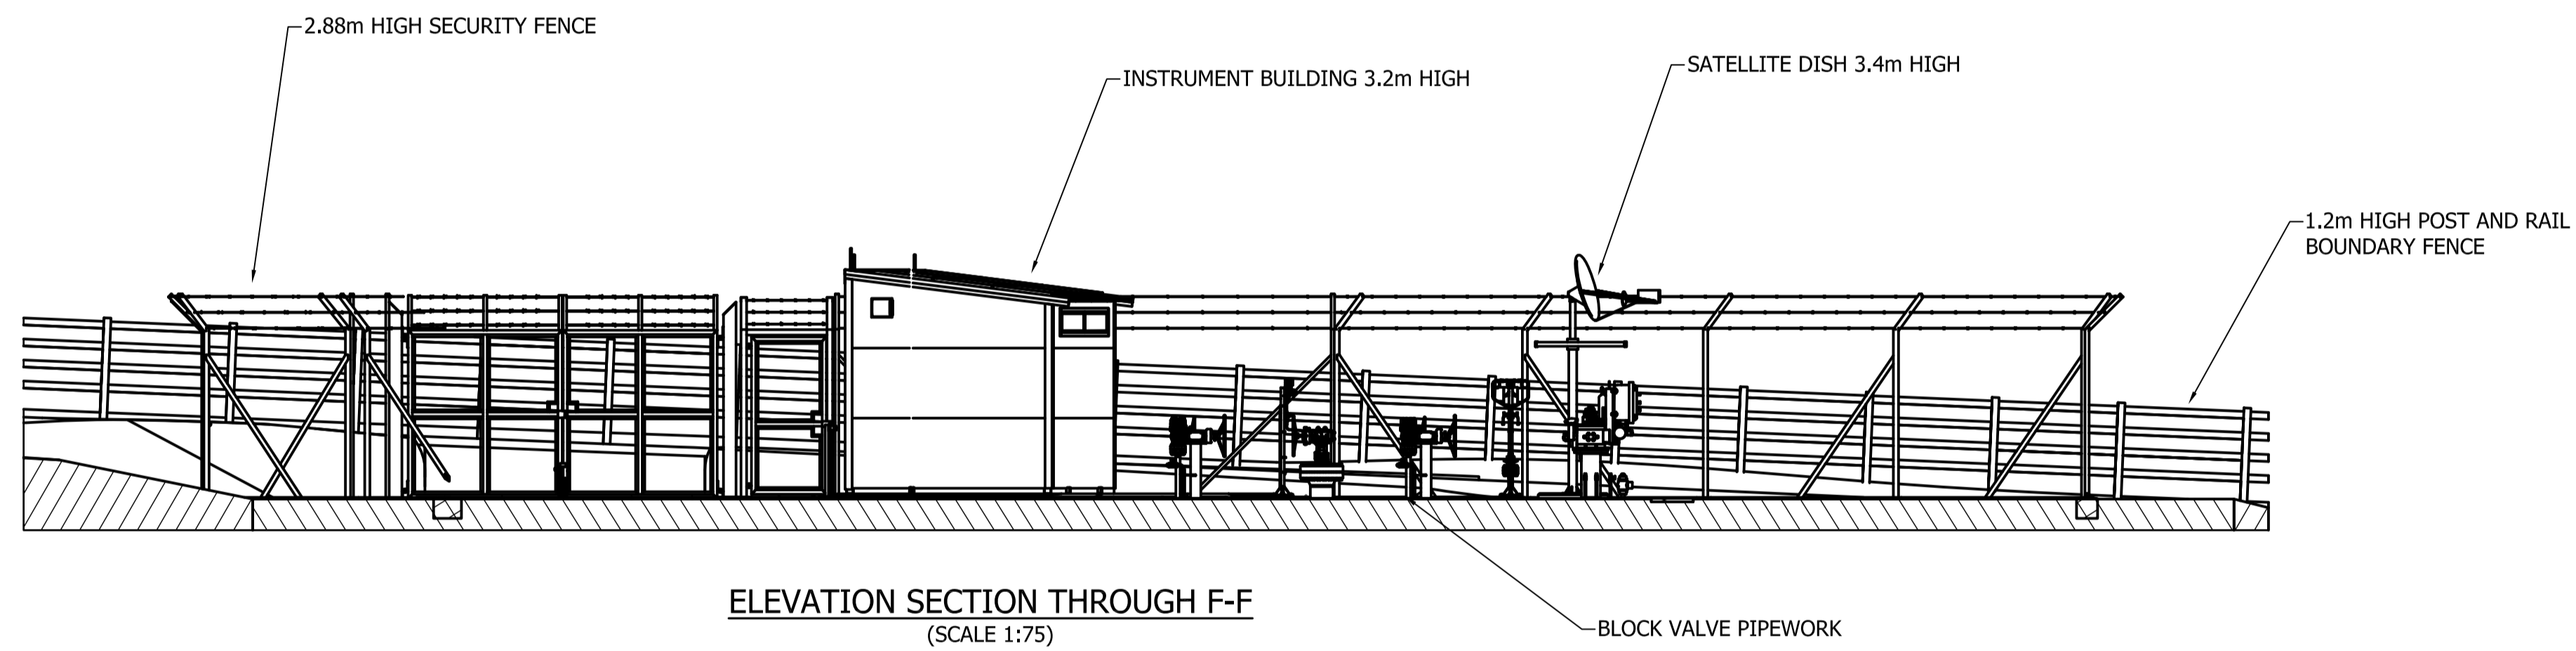 2.88m HIGH SECURITY FENCE
INSTRUMENT BUILDING 3.2m HIGH
SATELLITE DISH 3.4m HIGH
1.2m HIGH POST AND RAIL
BOUNDARY FENCE
ELEVATION SECTION THROUGH F-F
(SCALE 1:75)
BLOCK VALVE PIPEWORK